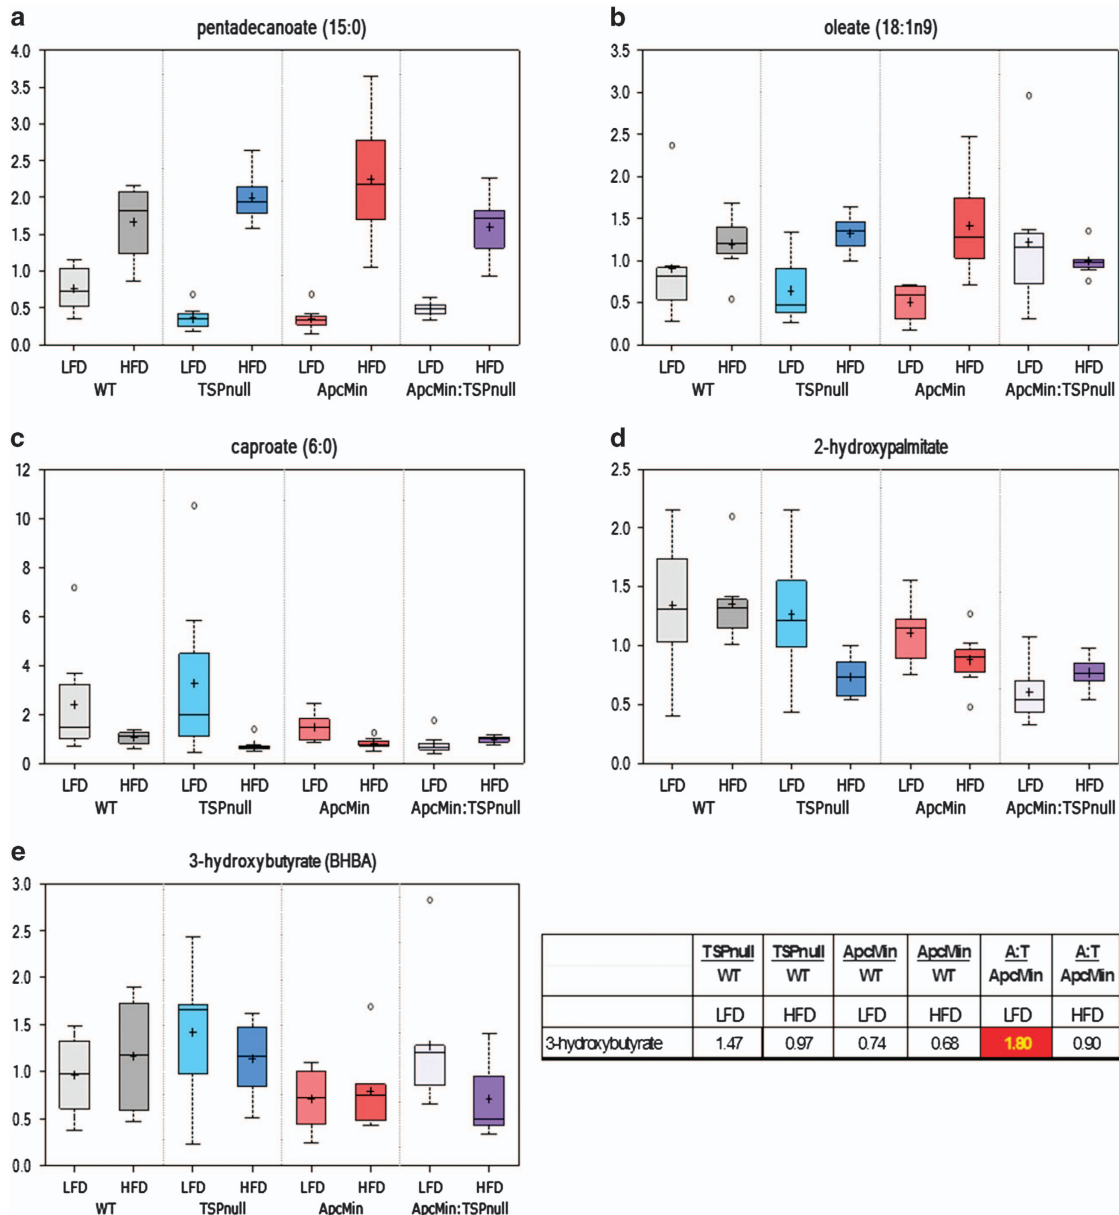 a
pentadecanoate (15:0)
4.0
3.5
3.0
2.5
2.0
1.5
1.0
0.5
0.0
LFD HFD LFD HFD LFD HFD LFD HFD
WT TSPnull ApcMin ApcMin:TSPnull
b
oleate (18:1n9)
3.5
3.0
2.5
2.0
1.5
1.0
0.5
0.0
LFD HFD LFD HFD LFD HFD LFD HFD
WT TSPnull ApcMin ApcMin:TSPnull
c
caproate (6:0)
12
10
8
6
4
2
0
LFD HFD LFD HFD LFD HFD LFD HFD
WT TSPnull ApcMin ApcMin:TSPnull
d
2-hydroxypalmitate
2.5
2.0
1.5
1.0
0.5
0.0
LFD HFD LFD HFD LFD HFD LFD HFD
WT TSPnull ApcMin ApcMin:TSPnull
e
3-hydroxybutyrate (BHBA)
3.0
2.5
2.0
1.5
1.0
0.5
0.0
LFD HFD LFD HFD LFD HFD LFD HFD
WT TSPnull ApcMin ApcMin:TSPnull
TSPnull TSPnull ApcMin ApcMin A:T A:T
WT WT WT WT ApcMin ApcMin
LFD HFD LFD HFD LFD HFD
3-hydroxybutyrate 1.47 0.97 0.74 0.68 1.80 0.90